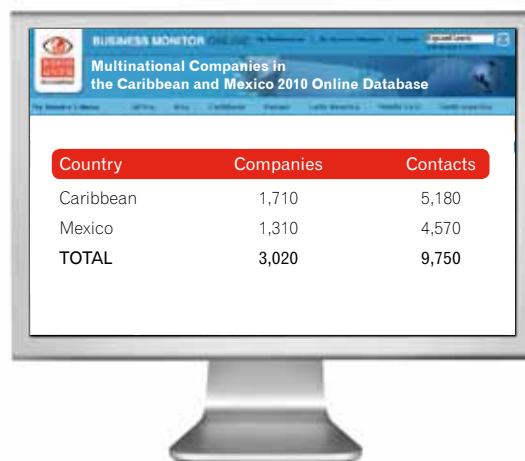 BUSINESS MONITOR ONLINE
Multinational Companies in
the Caribbean and Mexico 2010 Online Database
Country Companies Contacts
Caribbean 1,710 5,180
Mexico 1,310 4,570
TOTAL 3,020 9,750